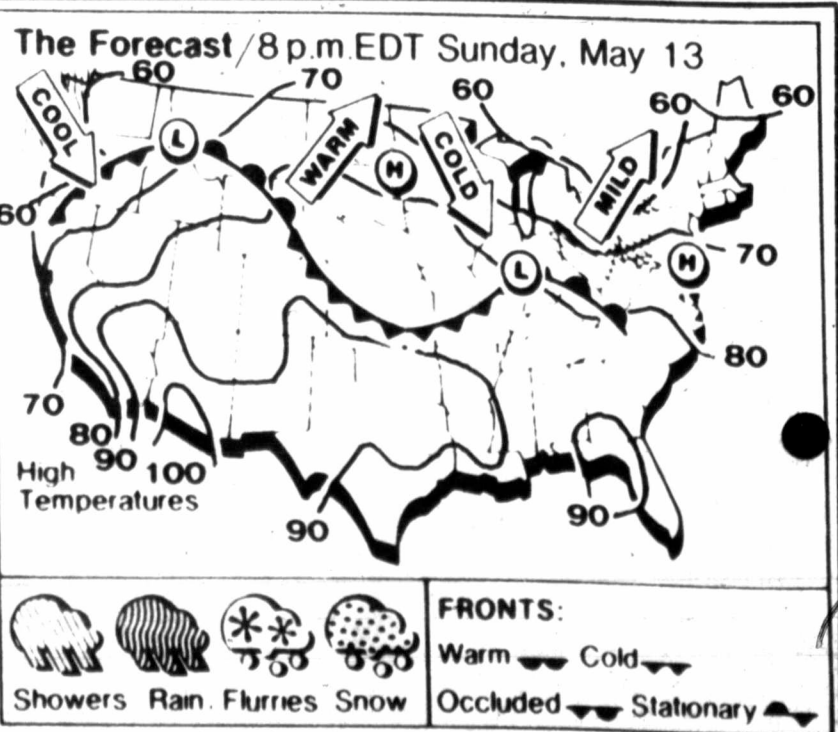 The Forecast/8 p.m. EDT Sunday, May 13
60
70
60
60
60
COOL
L
WARM
H
COLD
MILD
60
L
H
70
80
70
80
90
100
High
Temperatures
90
90
Showers Rain. Flurries Snow
FRONTS:
Warm Cold
Occluded Stationary